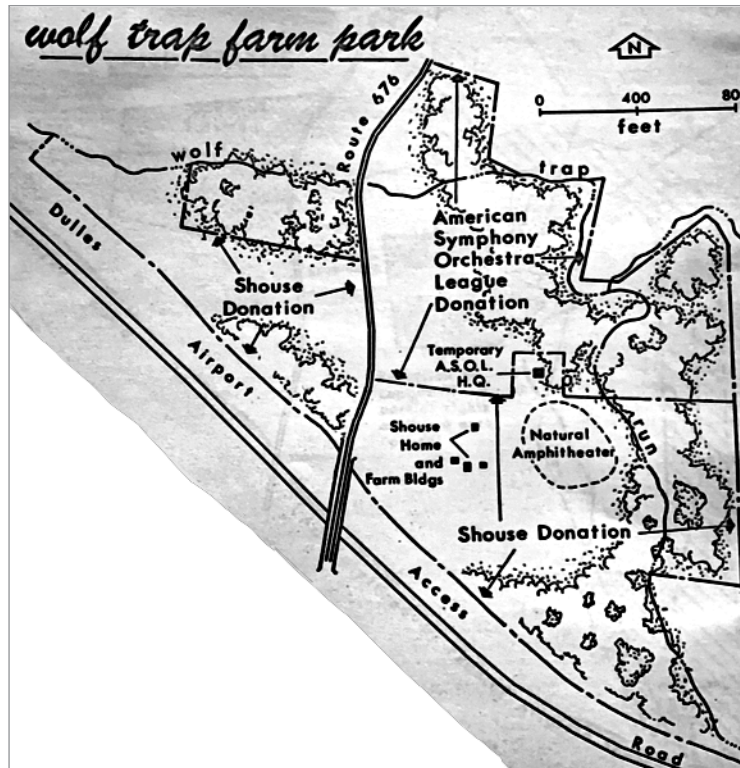 wolf trap farm park
N
0 400 80
feet
Route 676
wolf
trap
American
Symphony
Orchestra
League
Donation
Dulles
Shouse
Donation
Airport
Temporary
A.S.O.L.
H.Q.
Shouse
Home
and
Farm Bldgs
Natural
Amphitheater
run
Shouse Donation
Access
Road